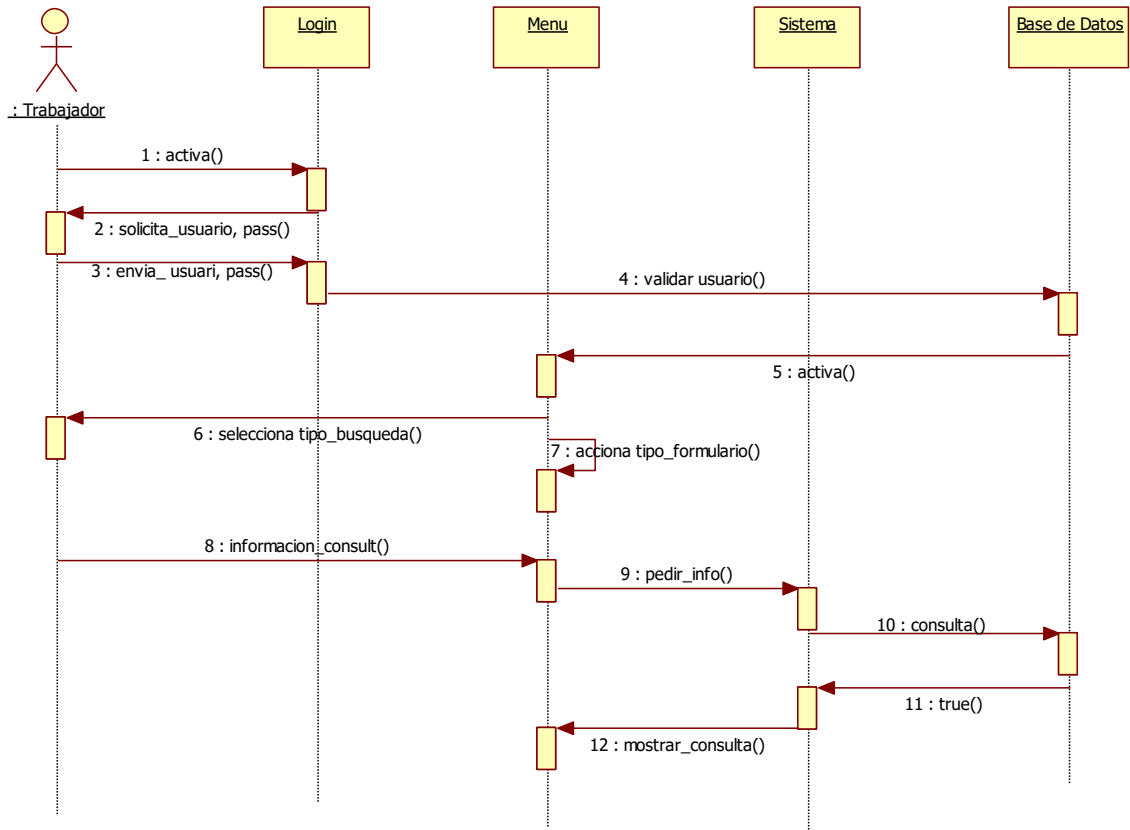 Login
Menu
Sistema
Base de Datos
: Trabajador
1 : activa()
2 : solicita_usuario, pass()
3 : envia_ usuari, pass()
4 : validar usuario()
5 : activa()
6 : selecciona tipo_busqueda()
7 : acciona tipo_formulario()
8 : informacion_consult()
9 : pedir_info()
10 : consulta()
11 : true()
12 : mostrar_consulta()